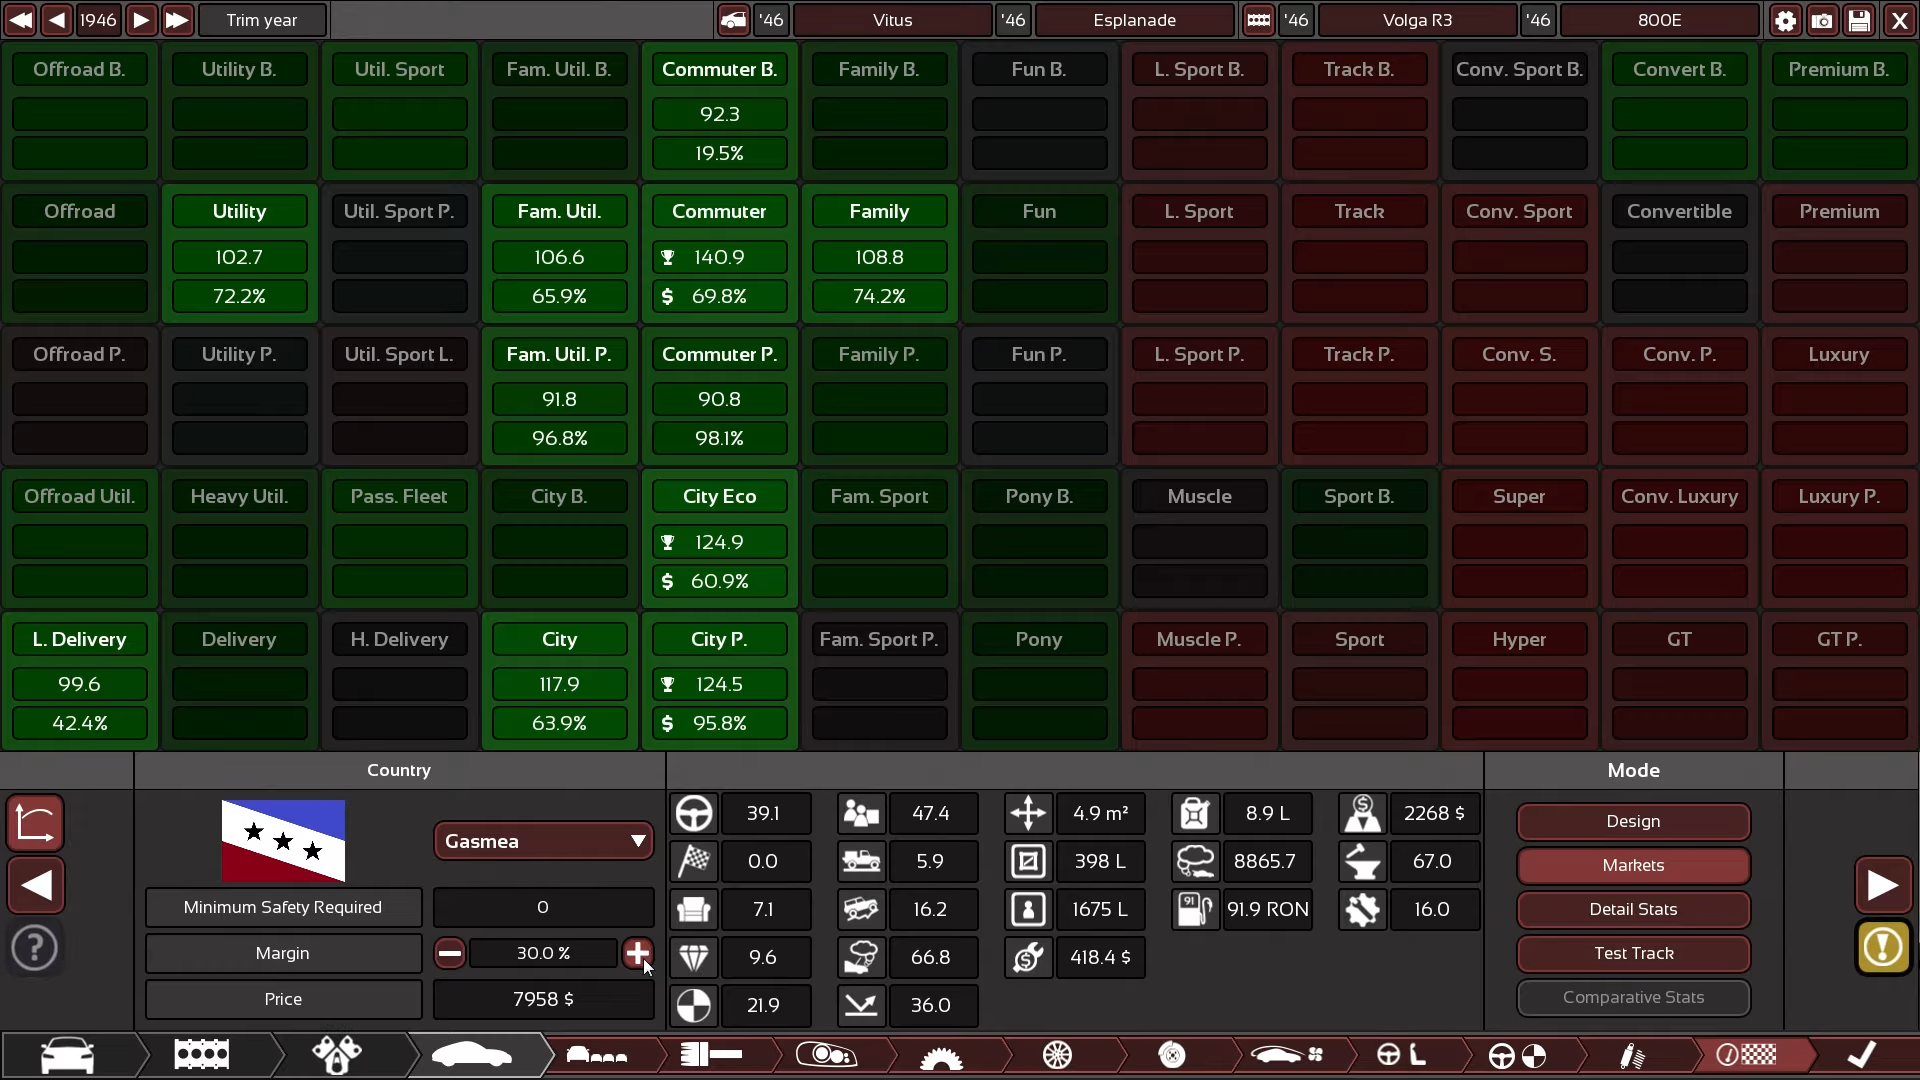 1946 Trim year '46 Vitus '46 Esplanade '46 Volga R3 '46 800E X
Offroad B. Utility B. Util. Sport Fam. Util. B. Commuter B. Family B. Fun B. L. Sport B. Track B. Conv. Sport B. Convert B. Premium B.
92.3
19.5%
Offroad Utility Util. Sport P. Fam. Util. Commuter Family Fun L. Sport Track Conv. Sport Convertible Premium
102.7 106.6 140.9 108.8
72.2% 65.9% $ 69.8% 74.2%
Offroad P. Utility P. Util. Sport L. Fam. Util. P. Commuter P. Family P. Fun P. L. Sport P. Track P. Conv. S. Conv. P. Luxury
91.8 90.8
96.8% 98.1%
Offroad Util. Heavy Util. Pass. Fleet City B. City Eco Fam. Sport Pony B. Muscle Sport B. Super Conv. Luxury Luxury P.
124.9
$ 60.9%
L. Delivery Delivery H. Delivery City City P. Fam. Sport P. Pony Muscle P. Sport Hyper GT GT P.
99.6 117.9 124.5
42.4% 63.9% $ 95.8%
Country Mode
39.1 47.4 4.9 m² 8.9 L $ 2268 $
Gasmea Design
0.0 5.9 398 L 8865.7 67.0
Markets
Minimum Safety Required 0 7.1 16.2 1675 L 91 91.9 RON 16.0 Detail Stats
Margin 30.0 % 9.6 66.8 418.4 $ Test Track
Price 7958 $ 21.9 36.0 Comparative Stats
?
!